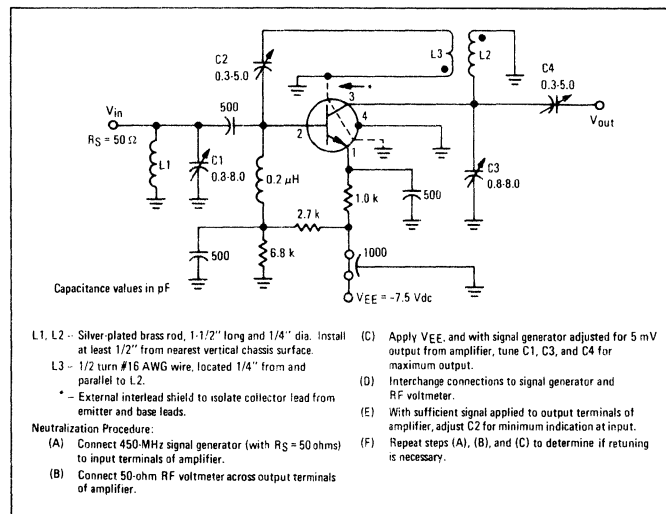 C2
0.3-5.0
L3
L2
C4
0.3-5.0
3
4
2
1
Vin
RS = 50 Ω
500
Vout
L1
C1
0.8-8.0
0.2 μH
1.0 k
500
C3
0.8-8.0
2.7 k
500
6.8 k
1000
Capacitance values in pF
VEE = -7.5 Vdc
L1, L2 -- Silver-plated brass rod, 1-1/2" long and 1/4" dia. Install
at least 1/2" from nearest vertical chassis surface.
L3 - 1/2 turn #16 AWG wire, located 1/4" from and
parallel to L2.
* - External interlead shield to isolate collector lead from
emitter and base leads.
Neutralization Procedure:
(A) Connect 450-MHz signal generator (with RS = 50 ohms)
to input terminals of amplifier.
(B) Connect 50-ohm RF voltmeter across output terminals
of amplifier.
(C) Apply VEE, and with signal generator adjusted for 5 mV
output from amplifier, tune C1, C3, and C4 for
maximum output.
(D) Interchange connections to signal generator and
RF voltmeter.
(E) With sufficient signal applied to output terminals of
amplifier, adjust C2 for minimum indication at input.
(F) Repeat steps (A), (B), and (C) to determine if retuning
is necessary.